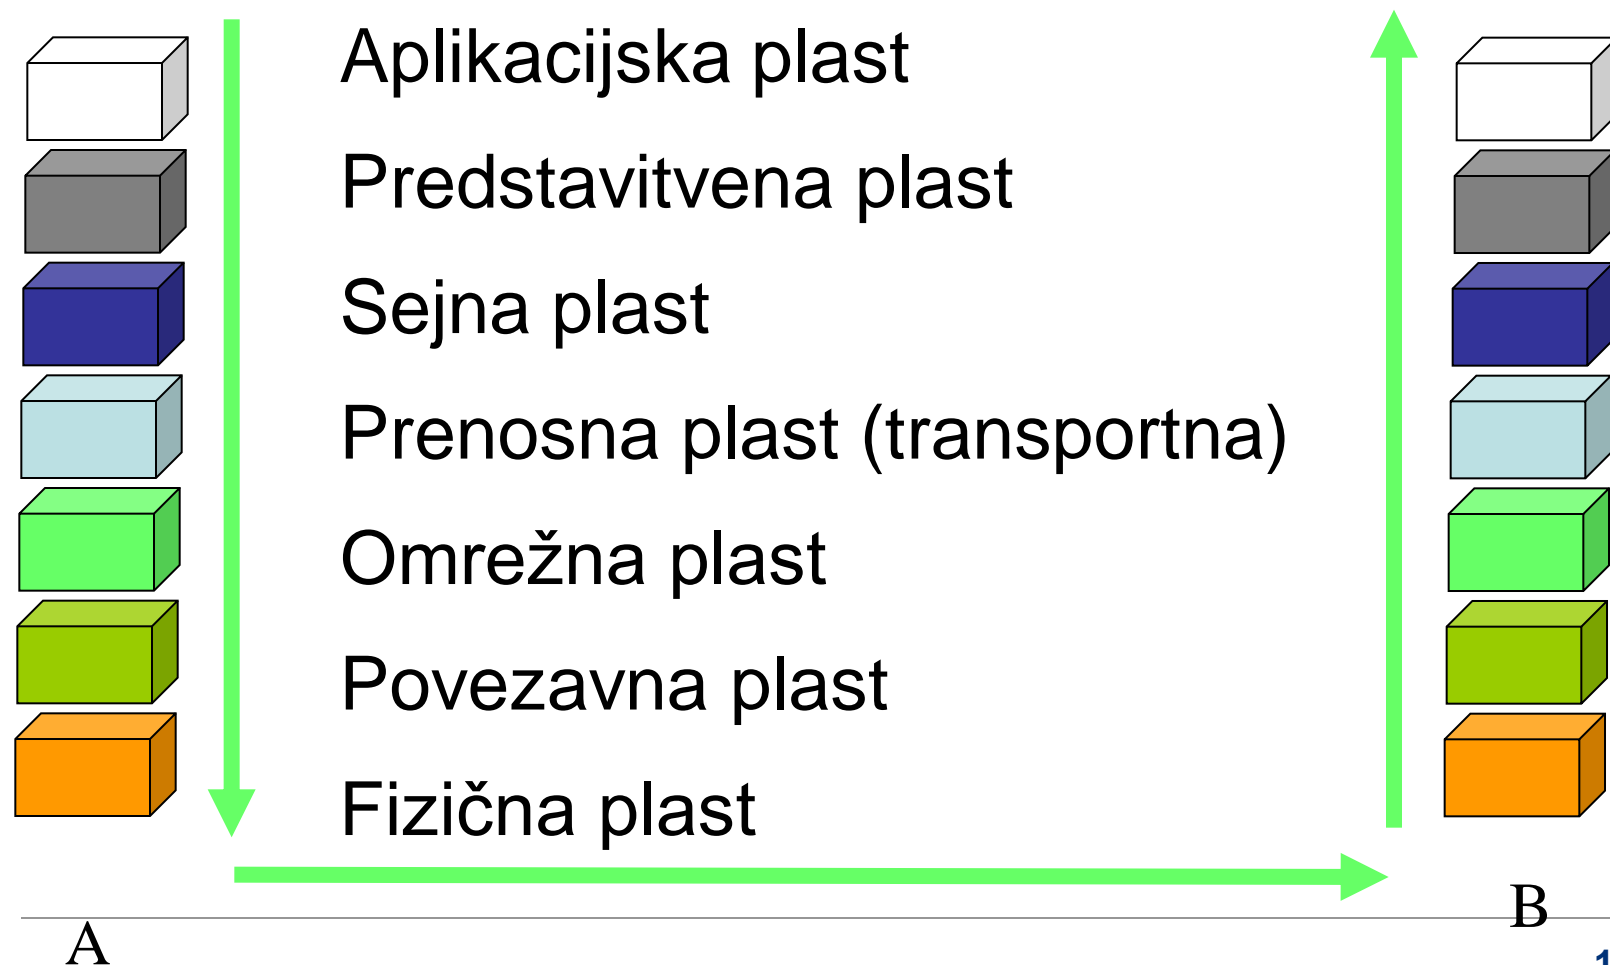 Aplikacijska plast
Predstavitvena plast
Sejna plast
Prenosna plast (transportna)
Omrežna plast
Povezavna plast
Fizična plast
B
A